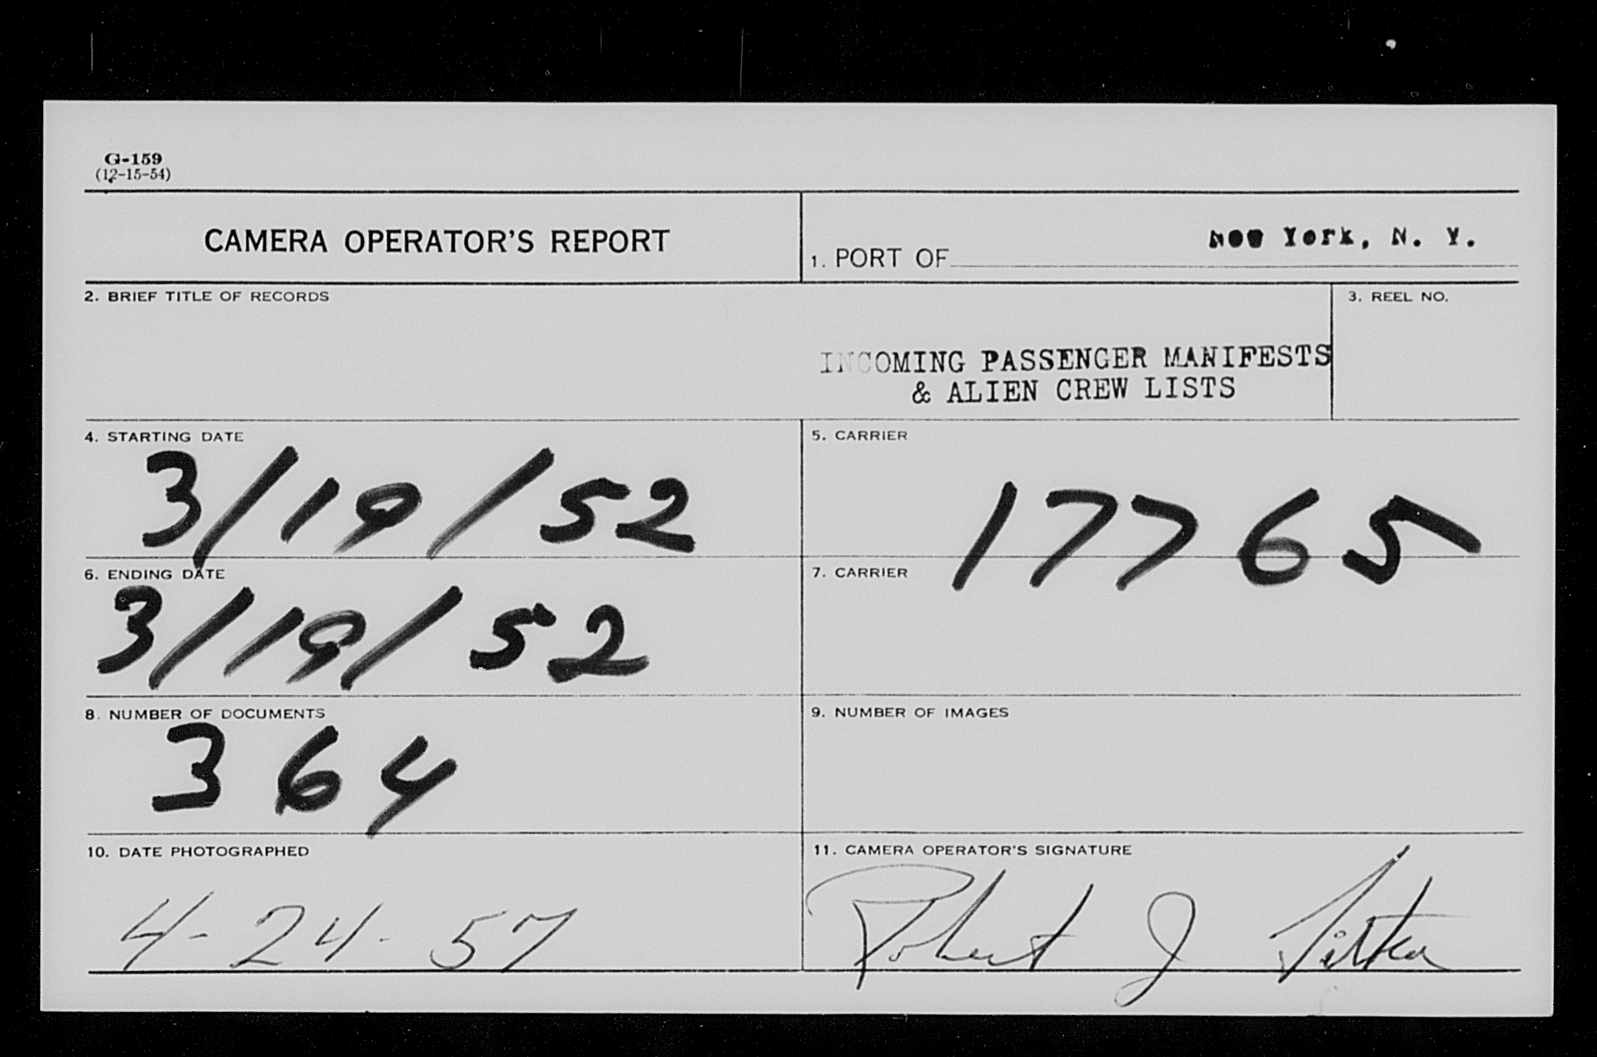 G-159
(12-15-54)
CAMERA OPERATOR'S REPORT
1. PORT OF New York, N. Y.
2. BRIEF TITLE OF RECORDS
INCOMING PASSENGER MANIFESTS
& ALIEN CREW LISTS
3. REEL NO.
4. STARTING DATE
3/19/52
5. CARRIER
17765
6. ENDING DATE
3/19/52
7. CARRIER
8. NUMBER OF DOCUMENTS
364
9. NUMBER OF IMAGES
10. DATE PHOTOGRAPHED
4-24-57
11. CAMERA OPERATOR'S SIGNATURE
Robert J